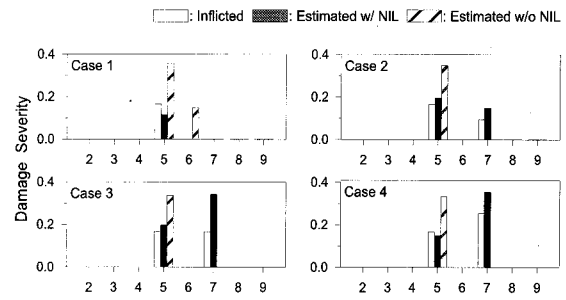 : Inflicted : Estimated w/ NIL : Estimated w/o NIL
Damage Severity
0.4 Case 1
0.2
0.0
2 3 4 5 6 7 8 9
0.4 Case 2
0.2
0.0
2 3 4 5 6 7 8 9
0.4 Case 3
0.2
0.0
2 3 4 5 6 7 8 9
0.4 Case 4
0.2
0.0
2 3 4 5 6 7 8 9